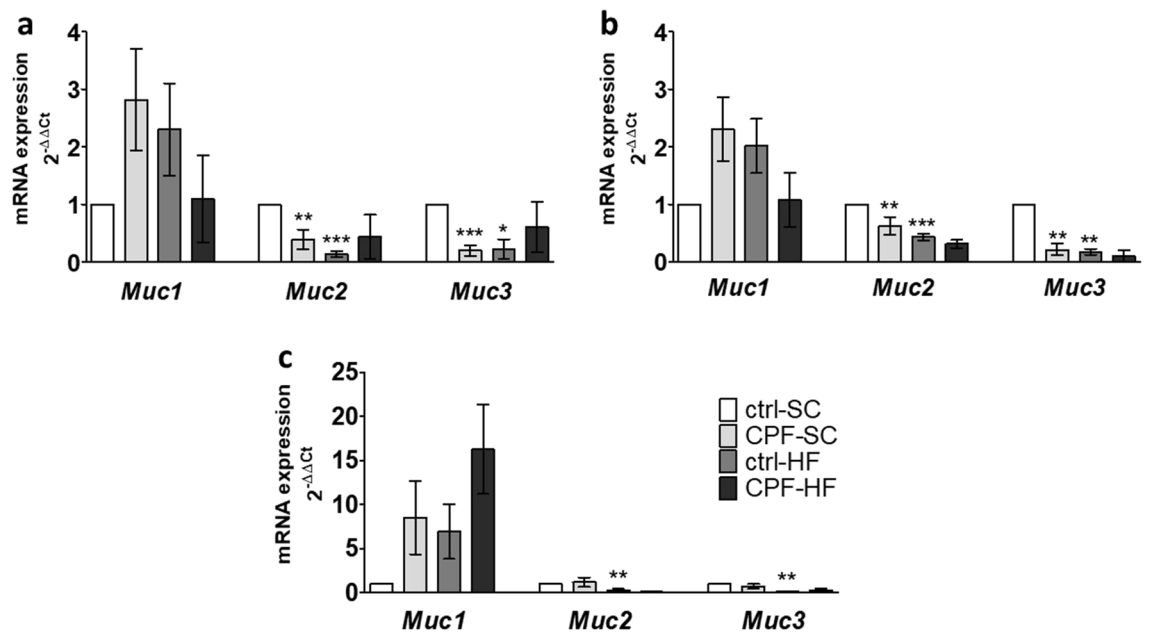 a
mRNA expression
2-ΔΔCt
4
3
2
1
0
**
***
***
*
Muc1 Muc2 Muc3
b
mRNA expression
2-ΔΔCt
4
3
2
1
0
**
***
**
**
Muc1 Muc2 Muc3
c
mRNA expression
2-ΔΔCt
25
20
15
10
5
0
**
**
Muc1 Muc2 Muc3
ctrl-SC
CPF-SC
ctrl-HF
CPF-HF